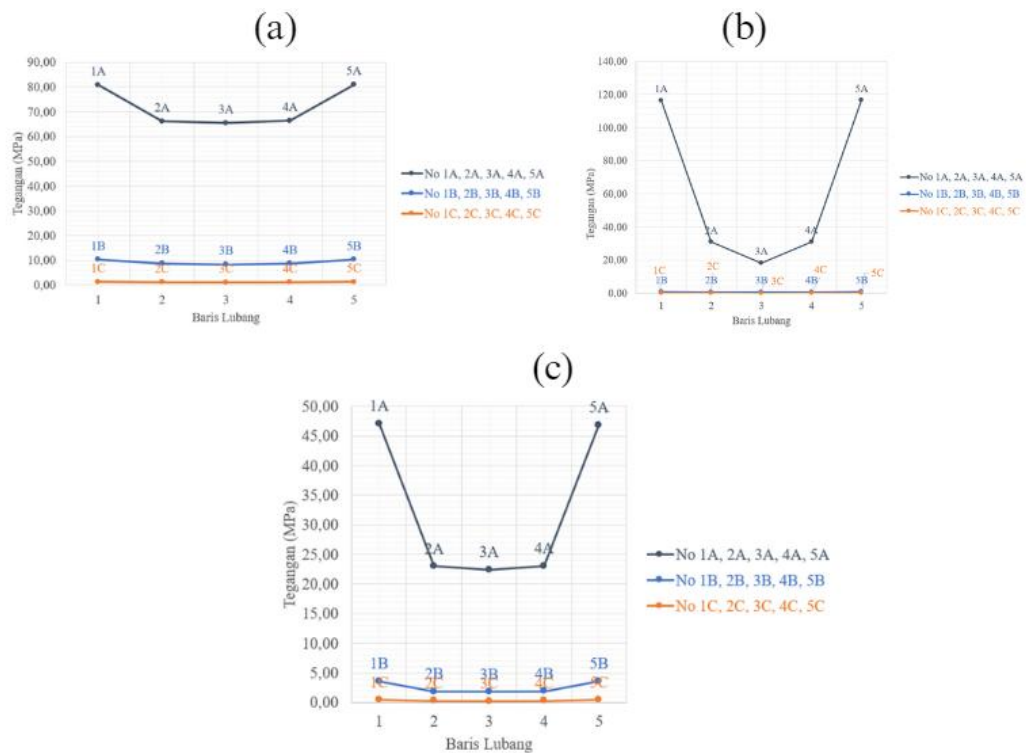 (a)
90,00
80,00
70,00
60,00
50,00
40,00
30,00
20,00
10,00
0,00
Tegangan (MPa)
1A
2A
3A
4A
5A
1B
2B
3B
4B
5B
1C
2C
3C
4C
5C
1 2 3 4 5
Baris Lubang
No 1A, 2A, 3A, 4A, 5A
No 1B, 2B, 3B, 4B, 5B
No 1C, 2C, 3C, 4C, 5C
(b)
140,00
120,00
100,00
80,00
60,00
40,00
20,00
0,00
Tegangan (MPa)
1A
2A
3A
4A
5A
1C
2C
3C
4C
5C
1B
2B
3B
4B
5B
1 2 3 4 5
Baris Lubang
No 1A, 2A, 3A, 4A, 5A
No 1B, 2B, 3B, 4B, 5B
No 1C, 2C, 3C, 4C, 5C
(c)
50,00
45,00
40,00
35,00
30,00
25,00
20,00
15,00
10,00
5,00
0,00
Tegangan (MPa)
1A
2A
3A
4A
5A
1B
2B
3B
4B
5B
1C
2C
3C
4C
5C
1 2 3 4 5
Baris Lubang
No 1A, 2A, 3A, 4A, 5A
No 1B, 2B, 3B, 4B, 5B
No 1C, 2C, 3C, 4C, 5C